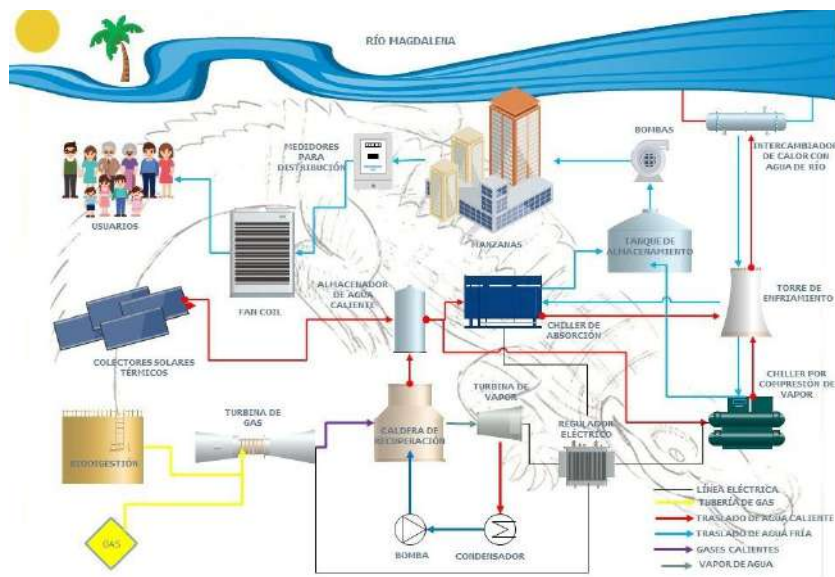 RÍO MAGDALENA
MEDIDORES
PARA
DISTRIBUCIÓN
BOMBAS
INTERCAMBIADOR
DE CALOR CON
AGUA DE RÍO
USUARIOS
MANZANAS
TANQUE DE
ALMACENAMIENTO
FAN COIL
ALMACENADOR
DE AGUA
CALIENTE
CHILLER DE
ABSORCIÓN
TORRE DE
ENFRIAMIENTO
COLECTORES SOLARES
TÉRMICOS
CHILLER POR
COMPRESIÓN DE
VAPOR
TURBINA DE
GAS
TURBINA DE
VAPOR
CALDERA DE
RECUPERACIÓN
REGULADOR
ELÉCTRICO
BIODIGESTIÓN
GAS
BOMBA
CONDENSADOR
LÍNEA ELÉCTRICA
TUBERÍA DE GAS
TRASLADO DE AGUA CALIENTE
TRASLADO DE AGUA FRÍA
GASES CALIENTES
VAPOR DE AGUA